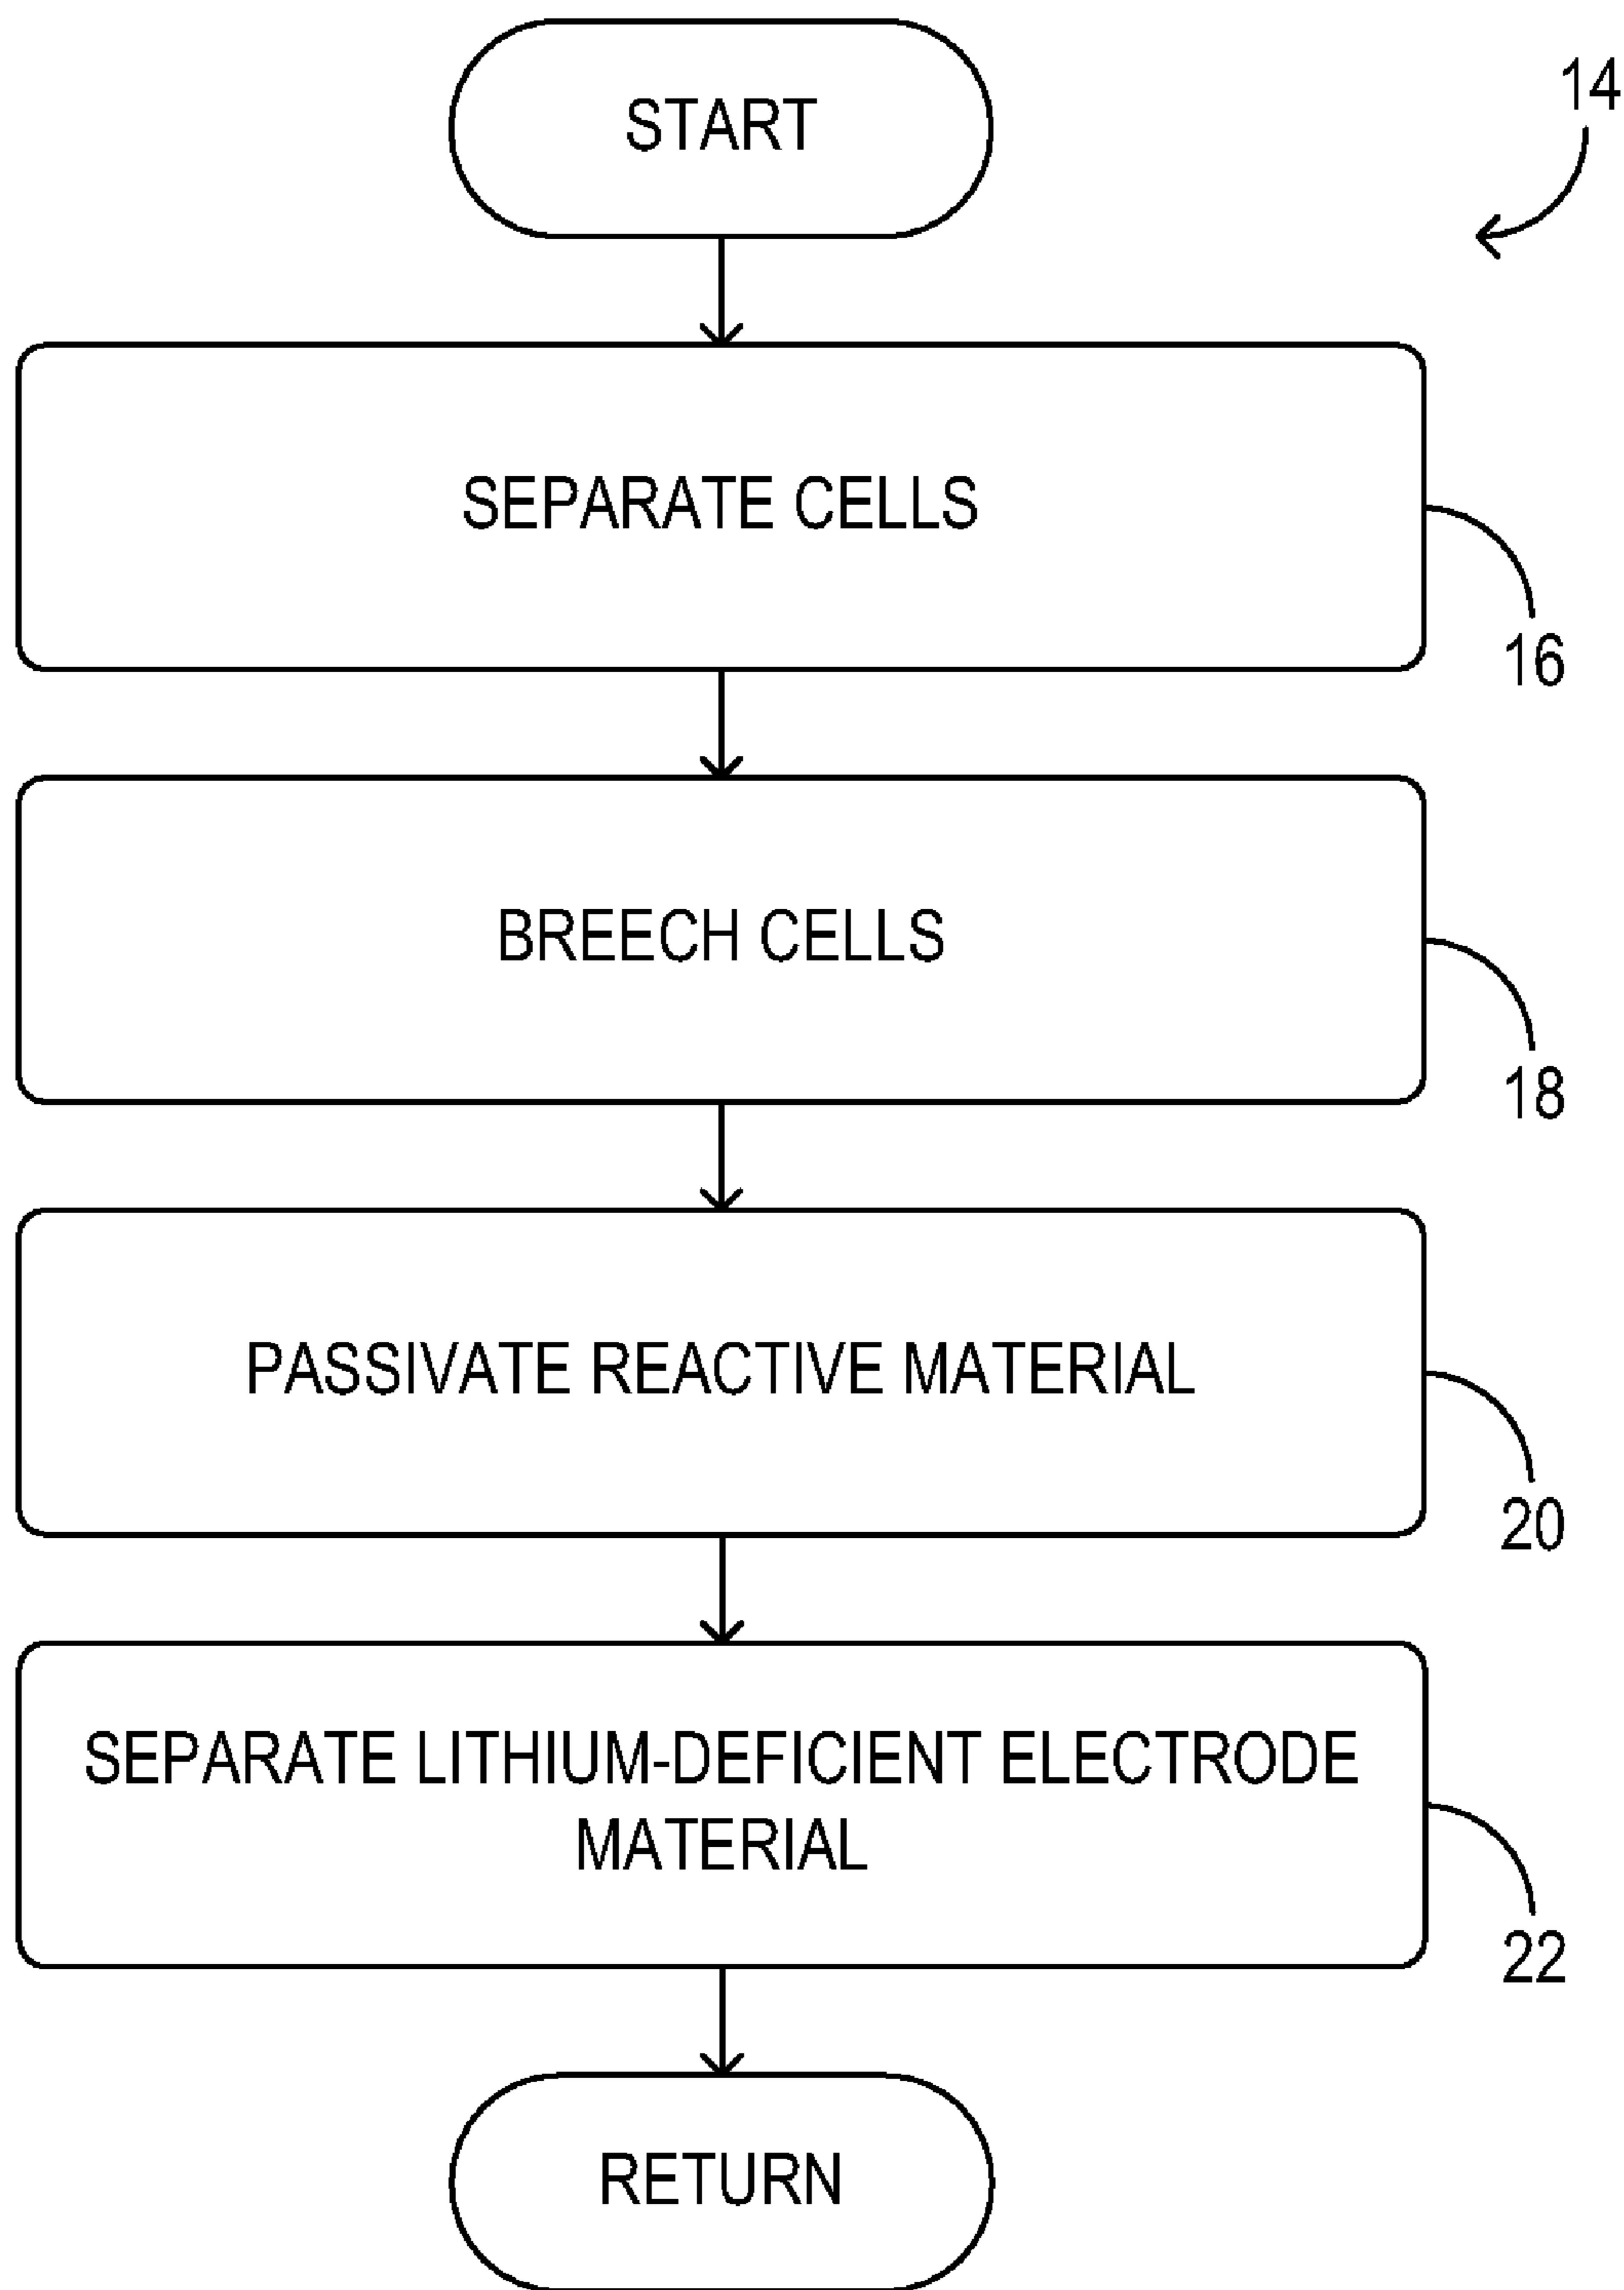 START
14
SEPARATE CELLS
16
BREECH CELLS
18
PASSIVATE REACTIVE MATERIAL
20
SEPARATE LITHIUM-DEFICIENT ELECTRODE
MATERIAL
22
RETURN